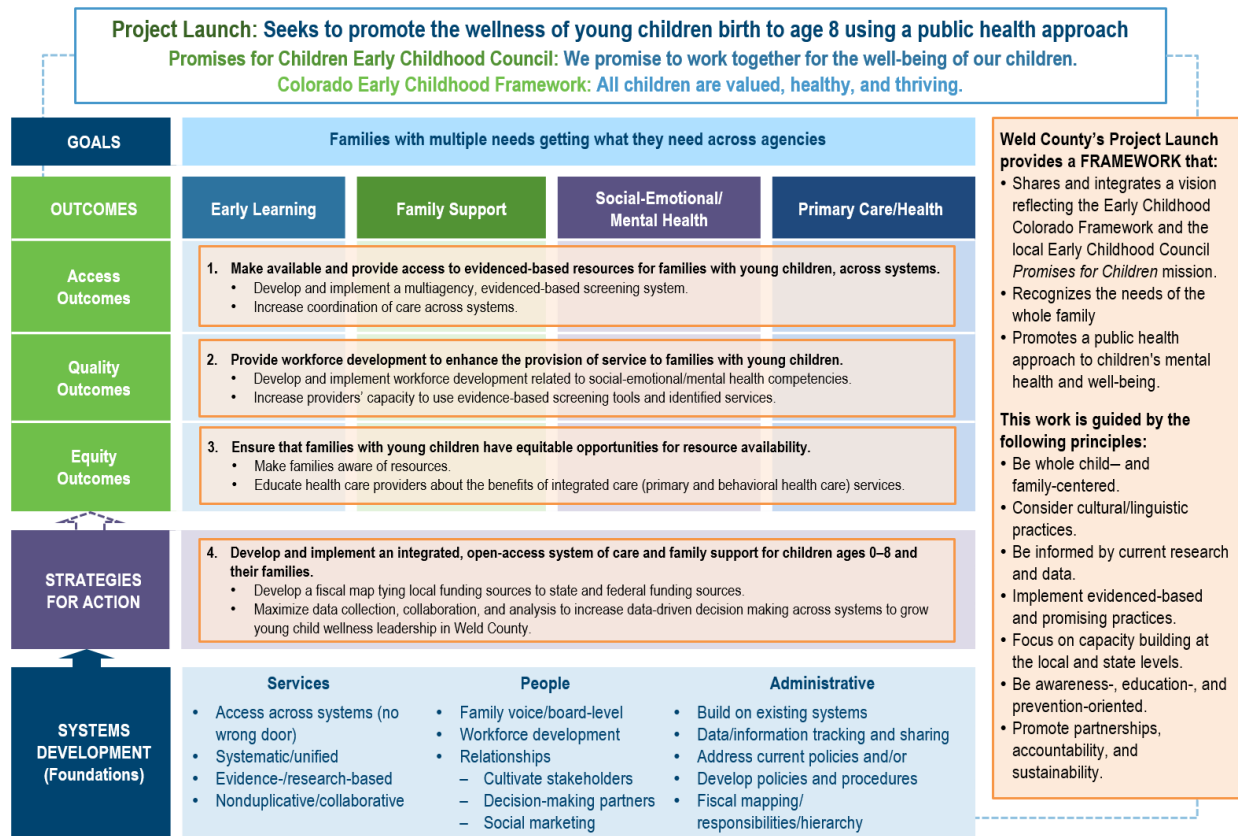 Project Launch: Seeks to promote the wellness of young children birth to age 8 using a public health approach
Promises for Children Early Childhood Council: We promise to work together for the well-being of our children.
Colorado Early Childhood Framework: All children are valued, healthy, and thriving.
GOALS
Families with multiple needs getting what they need across agencies
OUTCOMES
Early Learning
Family Support
Social-Emotional/
Mental Health
Primary Care/Health
Access
Outcomes
1. Make available and provide access to evidenced-based resources for families with young children, across systems.
• Develop and implement a multiagency, evidenced-based screening system.
• Increase coordination of care across systems.
Quality
Outcomes
2. Provide workforce development to enhance the provision of service to families with young children.
• Develop and implement workforce development related to social-emotional/mental health competencies.
• Increase providers' capacity to use evidence-based screening tools and identified services.
Equity
Outcomes
3. Ensure that families with young children have equitable opportunities for resource availability.
• Make families aware of resources.
• Educate health care providers about the benefits of integrated care (primary and behavioral health care) services.
STRATEGIES
FOR ACTION
4. Develop and implement an integrated, open-access system of care and family support for children ages 0–8 and
their families.
• Develop a fiscal map tying local funding sources to state and federal funding sources.
• Maximize data collection, collaboration, and analysis to increase data-driven decision making across systems to grow
young child wellness leadership in Weld County.
SYSTEMS
DEVELOPMENT
(Foundations)
Services
• Access across systems (no
wrong door)
• Systematic/unified
• Evidence-/research-based
• Nonduplicative/collaborative
People
• Family voice/board-level
• Workforce development
• Relationships
– Cultivate stakeholders
– Decision-making partners
– Social marketing
Administrative
• Build on existing systems
• Data/information tracking and sharing
• Address current policies and/or
• Develop policies and procedures
• Fiscal mapping/
responsibilities/hierarchy
Weld County's Project Launch
provides a FRAMEWORK that:
• Shares and integrates a vision
reflecting the Early Childhood
Colorado Framework and the
local Early Childhood Council
Promises for Children mission.
• Recognizes the needs of the
whole family
• Promotes a public health
approach to children's mental
health and well-being.
This work is guided by the
following principles:
• Be whole child– and
family-centered.
• Consider cultural/linguistic
practices.
• Be informed by current research
and data.
• Implement evidenced-based
and promising practices.
• Focus on capacity building at
the local and state levels.
• Be awareness-, education-, and
prevention-oriented.
• Promote partnerships,
accountability, and
sustainability.